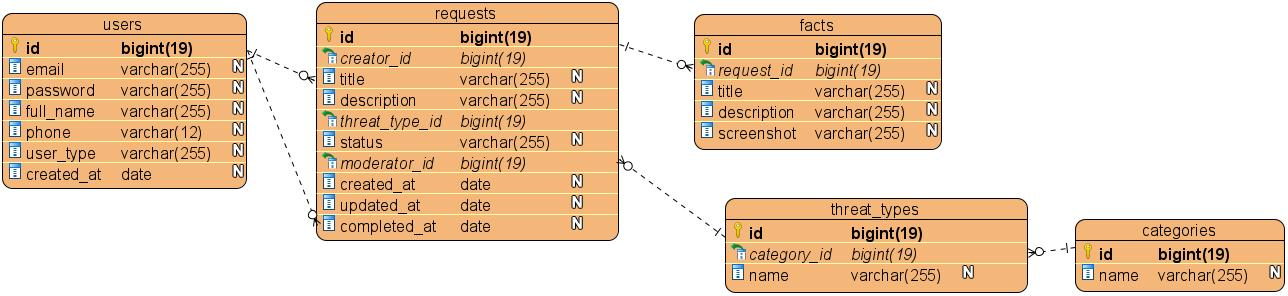 users
id bigint(19)
email varchar(255) N
password varchar(255) N
full_name varchar(255) N
phone varchar(12) N
user_type varchar(255) N
created_at date N
requests
id bigint(19)
creator_id bigint(19)
title varchar(255) N
description varchar(255) N
threat_type_id bigint(19)
status varchar(255) N
moderator_id bigint(19)
created_at date N
updated_at date N
completed_at date N
facts
id bigint(19)
request_id bigint(19)
title varchar(255) N
description varchar(255) N
screenshot varchar(255) N
threat_types
id bigint(19)
category_id bigint(19)
name varchar(255) N
categories
id bigint(19)
name varchar(255) N